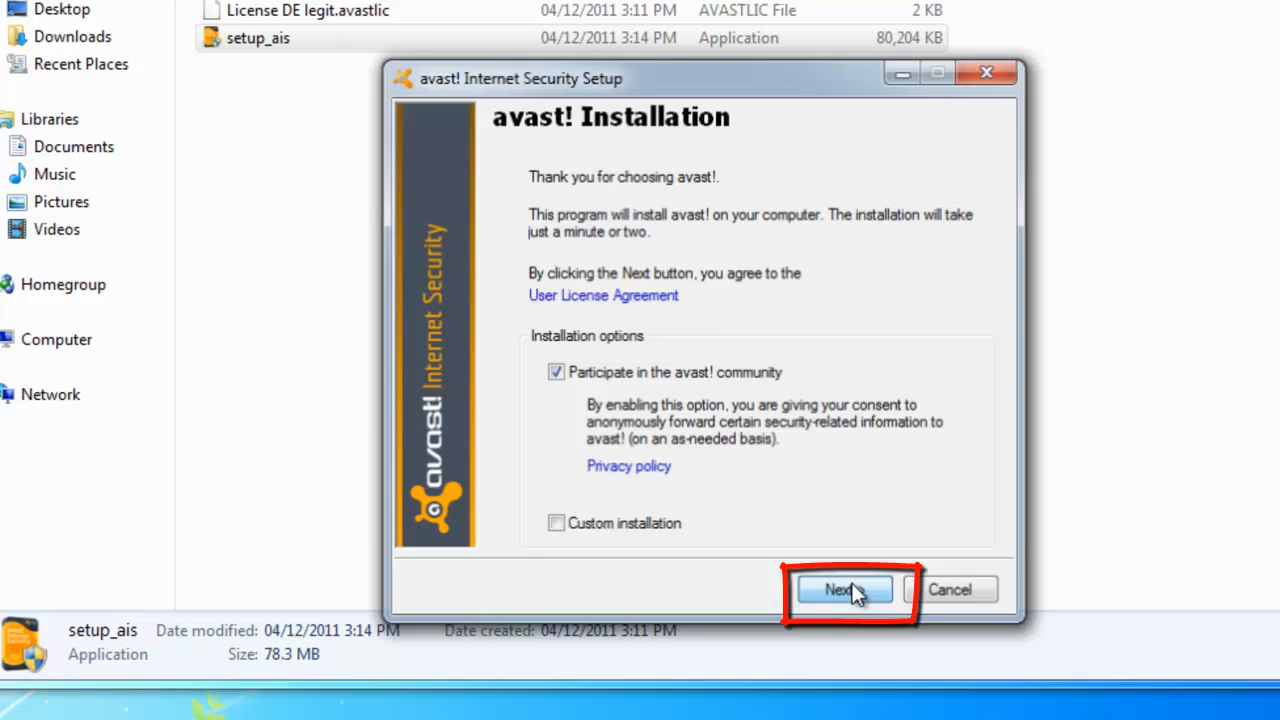 Desktop
Downloads
Recent Places
Libraries
Documents
Music
Pictures
Videos
Homegroup
Computer
Network
License DE legit.avastlic 04/12/2011 3:11 PM AVASTLIC File 2 KB
setup_ais 04/12/2011 3:14 PM Application 80,204 KB
avast! Internet Security Setup
avast! Internet Security
avast! Installation
Thank you for choosing avast!.
This program will install avast! on your computer. The installation will take
just a minute or two.
By clicking the Next button, you agree to the
User License Agreement
Installation options
Participate in the avast! community
By enabling this option, you are giving your consent to
anonymously forward certain security-related information to
avast! (on an as-needed basis).
Privacy policy
Custom installation
Next
Cancel
setup_ais Date modified: 04/12/2011 3:14 PM Date created: 04/12/2011 3:11 PM
Application Size: 78.3 MB